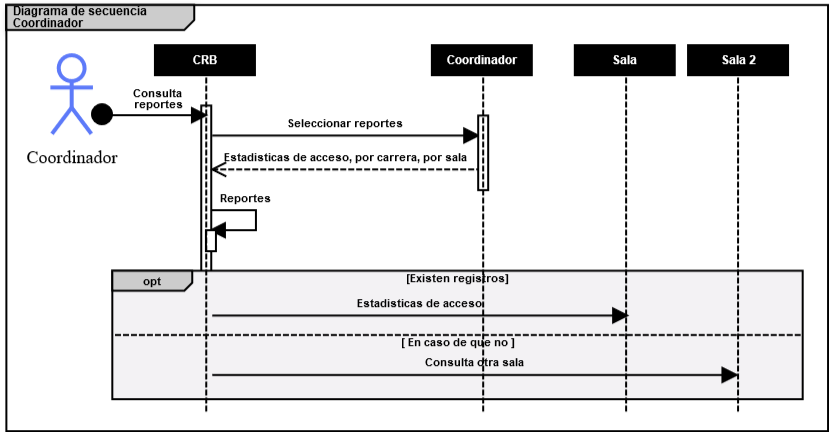 Diagrama de secuencia
Coordinador
CRB
Coordinador
Sala
Sala 2
Consulta
reportes
Seleccionar reportes
Coordinador
Estadisticas de acceso, por carrera, por sala
Reportes
opt
[Existen registros]
Estadisticas de acceso
[ En caso de que no ]
Consulta otra sala